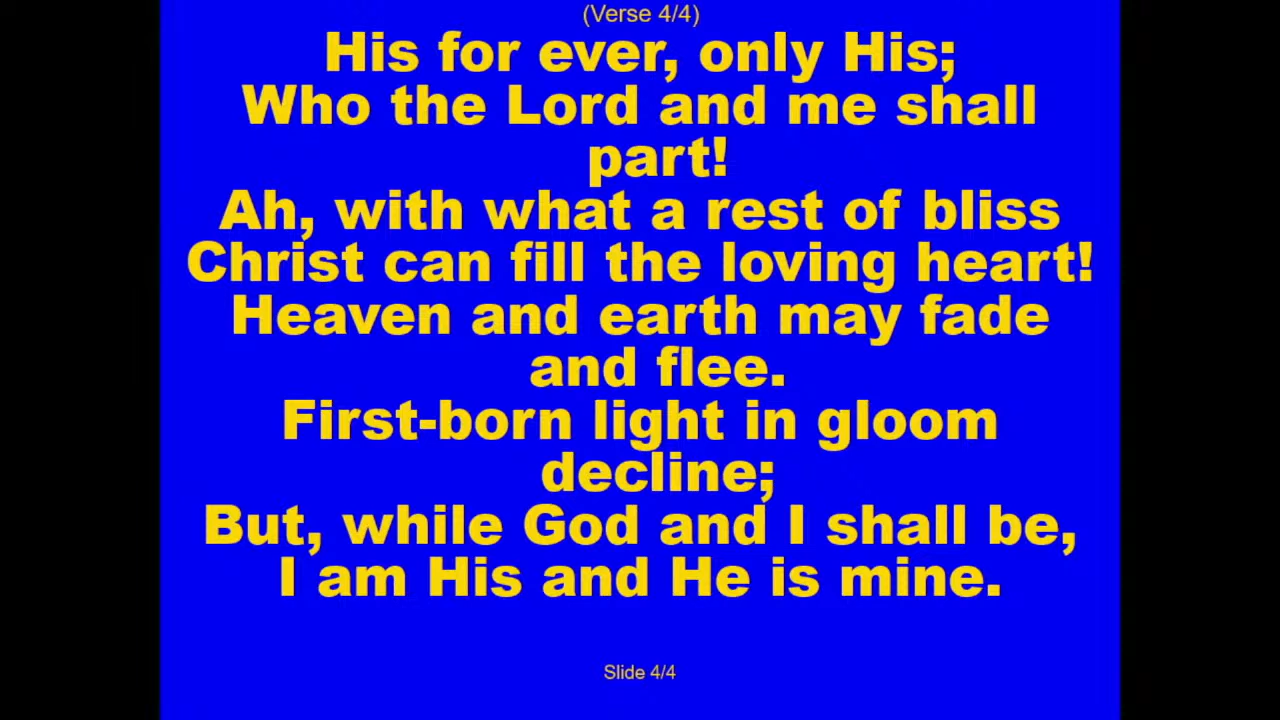 (Verse 4/4)
His for ever, only His;
Who the Lord and me shall
part!
Ah, with what a rest of bliss
Christ can fill the loving heart!
Heaven and earth may fade
and flee.
First-born light in gloom
decline;
But, while God and I shall be,
I am His and He is mine.
Slide 4/4